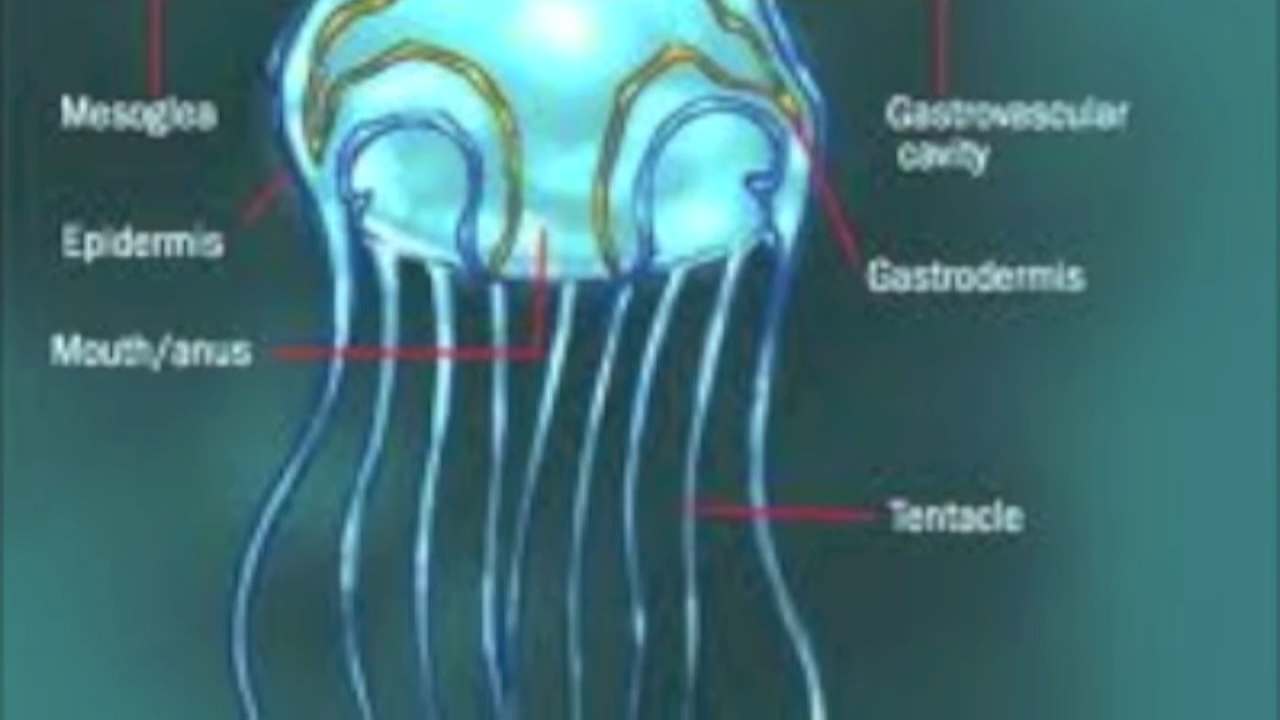 Mesoglea
Gastrovascular
cavity
Epidermis
Gastrodermis
Mouth/anus
Tentacle